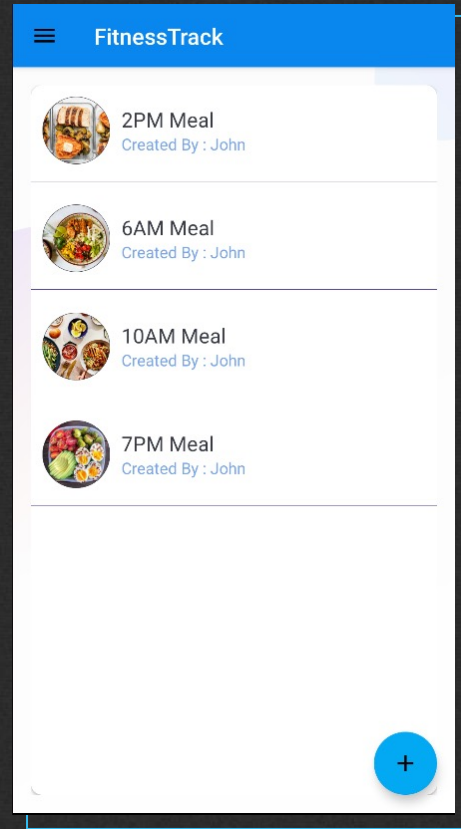 FitnessTrack
2PM Meal
Created By : John
6AM Meal
Created By : John
10AM Meal
Created By : John
7PM Meal
Created By : John
+